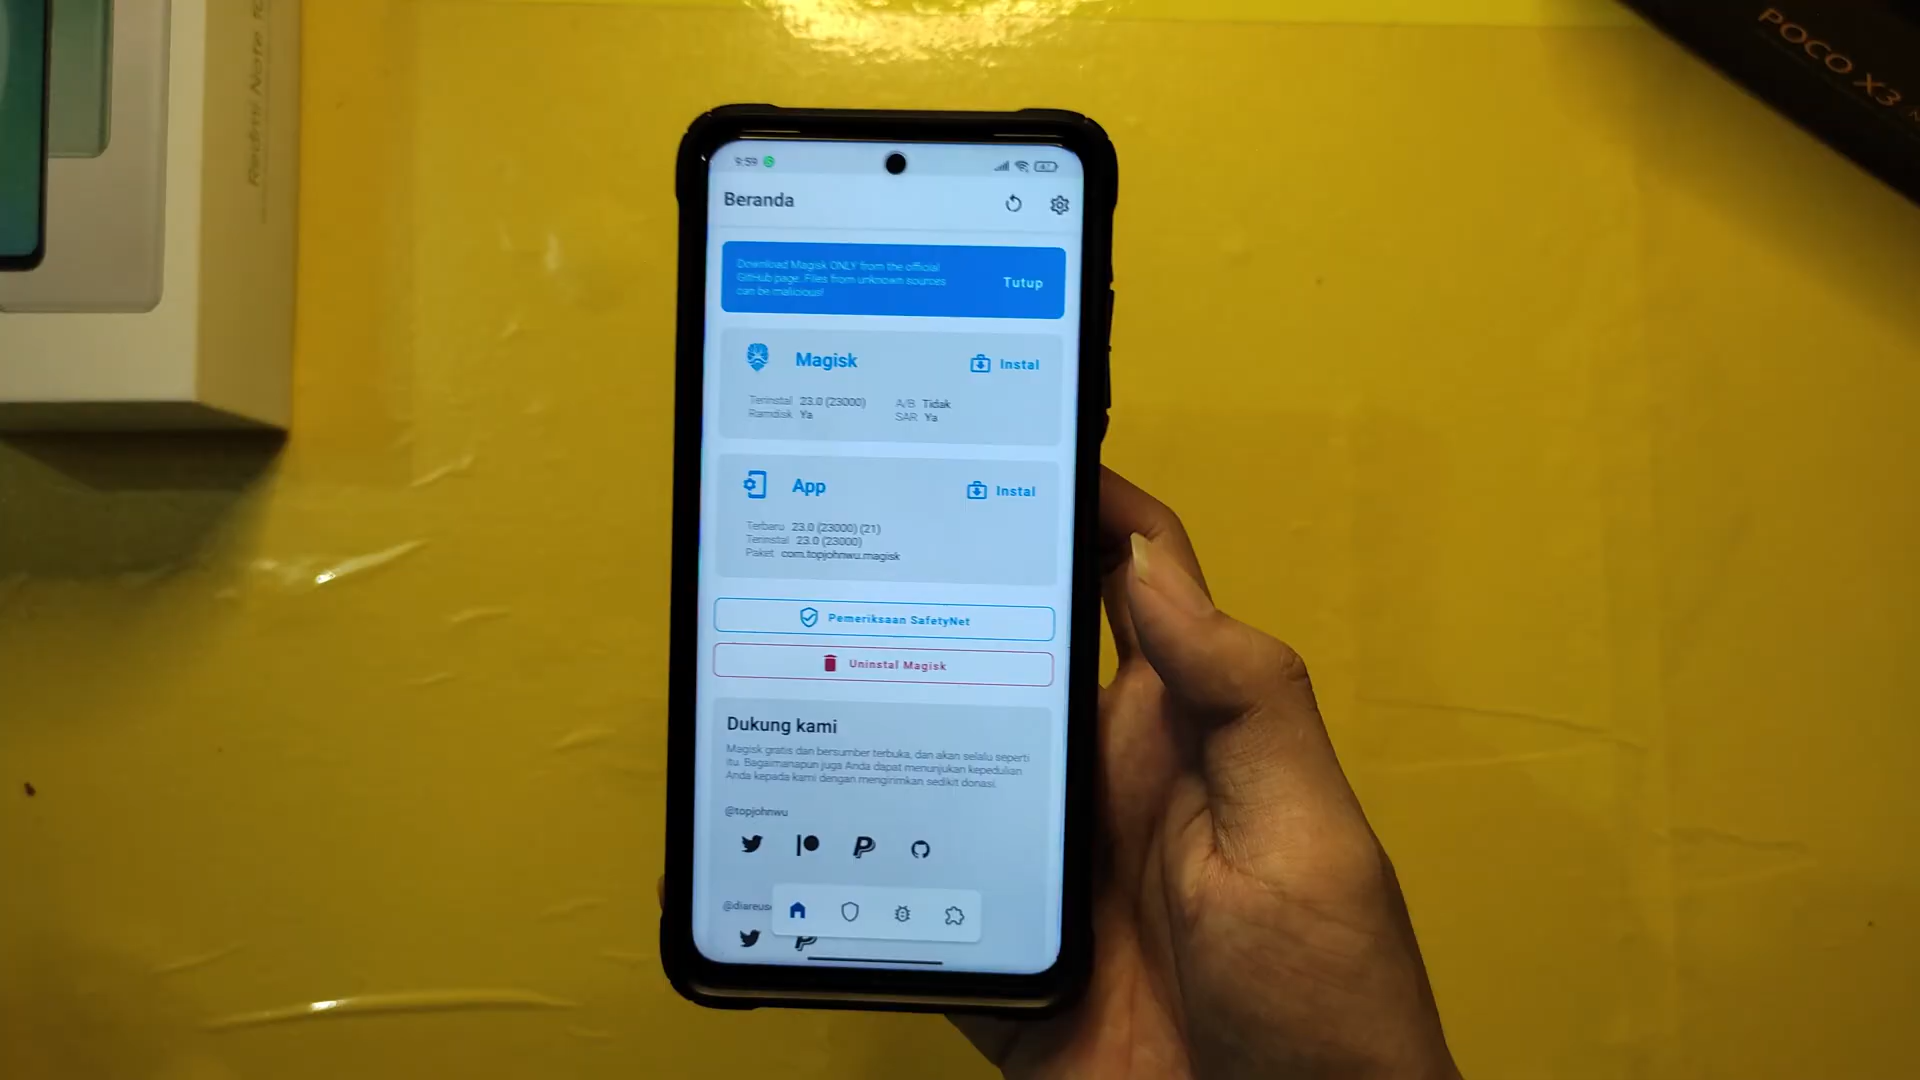 Redmi Note 10
POCO X3
9:59
Beranda
Download Magisk ONLY from the official
GitHub page. Files from unknown sources
can be malicious!
Tutup
Magisk
Instal
Terinstal 23.0 (23000)
A/B Tidak
Ramdisk Ya
SAR Ya
App
Instal
Terbaru 23.0 (23000) (21)
Terinstal 23.0 (23000)
Paket com.topjohnwu.magisk
Pemeriksaan SafetyNet
Uninstal Magisk
Dukung kami
Magisk gratis dan bersumber terbuka, dan akan selalu seperti
itu. Bagaimanapun juga Anda dapat menunjukan kepedulian
Anda kepada kami dengan mengirimkan sedikit donasi.
@topjohnwu